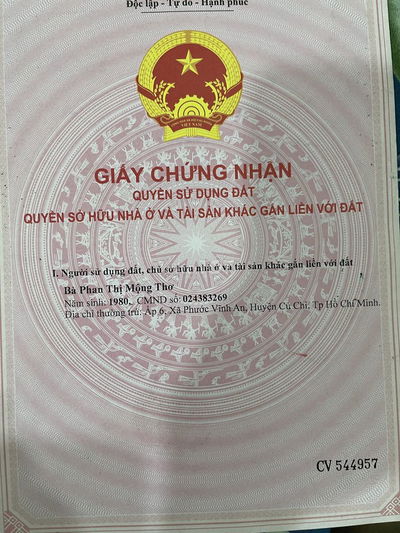 Độc lập - Tự do - Hạnh phúc
VIỆT NAM
GIẤY CHỨNG NHẬN
QUYỀN SỬ DỤNG ĐẤT
QUYỀN SỞ HỮU NHÀ Ở VÀ TÀI SẢN KHÁC GẮN LIỀN VỚI ĐẤT
I. Người sử dụng đất, chủ sở hữu nhà ở và tài sản khác gắn liền với đất
Bà Phan Thị Mộng Thơ
Năm sinh: 1980, CMND số: 024383269
Địa chỉ thường trú: Ấp 6, Xã Phước Vĩnh An, Huyện Củ Chi, Tp Hồ Chí Minh.
CV 544957